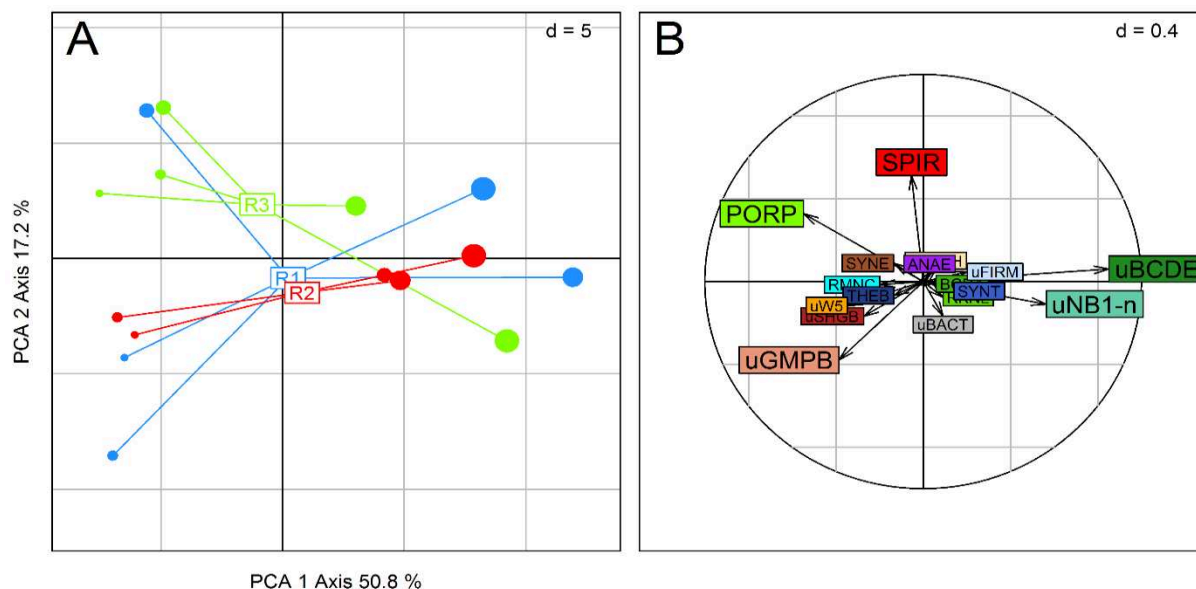 A
d = 5
R3
R1
R2
PCA 2 Axis 17.2 %
PCA 1 Axis 50.8 %
B
d = 0.4
SPIR
PORP
SYNE
ANAE
uFIRM
uBCDE
RMNC
THEB
SYNT
uNB1-n
uW5
uSHGB
uBACT
uGMPB